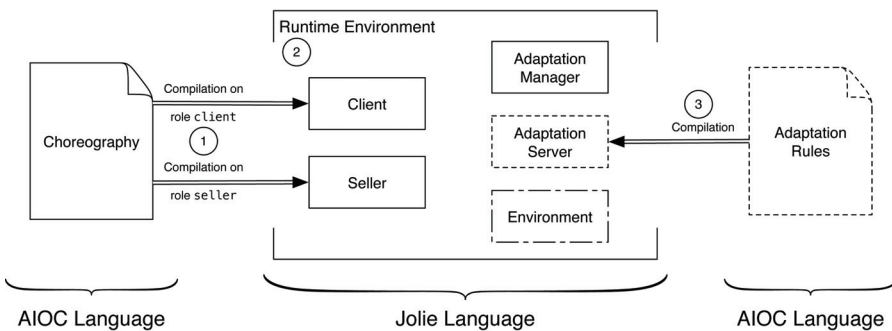 Runtime Environment
2
Choreography
Compilation on
role client
1
Compilation on
role seller
Client
Seller
Adaptation
Manager
Adaptation
Server
Environment
3
Compilation
Adaptation
Rules
AIOC Language
Jolie Language
AIOC Language